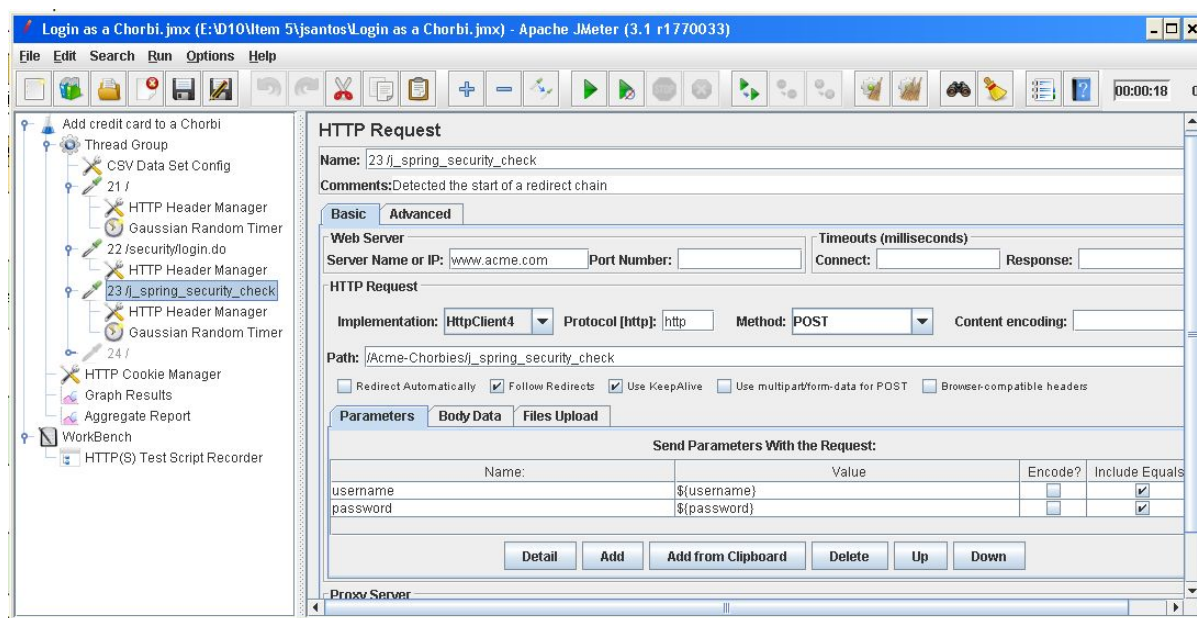 Login as a Chorbi.jmx (E:\D10\Item 5\jsantos\Login as a Chorbi.jmx) - Apache JMeter (3.1 r1770033)
File Edit Search Run Options Help
00:00:18
Add credit card to a Chorbi
Thread Group
CSV Data Set Config
21 /
HTTP Header Manager
Gaussian Random Timer
22 /security/login.do
HTTP Header Manager
23 /j_spring_security_check
HTTP Header Manager
Gaussian Random Timer
24 /
HTTP Cookie Manager
Graph Results
Aggregate Report
WorkBench
HTTP(S) Test Script Recorder
HTTP Request
Name: 23 /j_spring_security_check
Comments:Detected the start of a redirect chain
Basic Advanced
Web Server Timeouts (milliseconds)
Server Name or IP: www.acme.com Port Number: Connect: Response:
HTTP Request
Implementation: HttpClient4 Protocol [http]: http Method: POST Content encoding:
Path: /Acme-Chorbies/j_spring_security_check
Redirect Automatically Follow Redirects Use KeepAlive Use multipart/form-data for POST Browser-compatible headers
Parameters Body Data Files Upload
Send Parameters With the Request:
Name: Value Encode? Include Equals
username ${username}
password ${password}
Detail Add Add from Clipboard Delete Up Down
Proxy Server